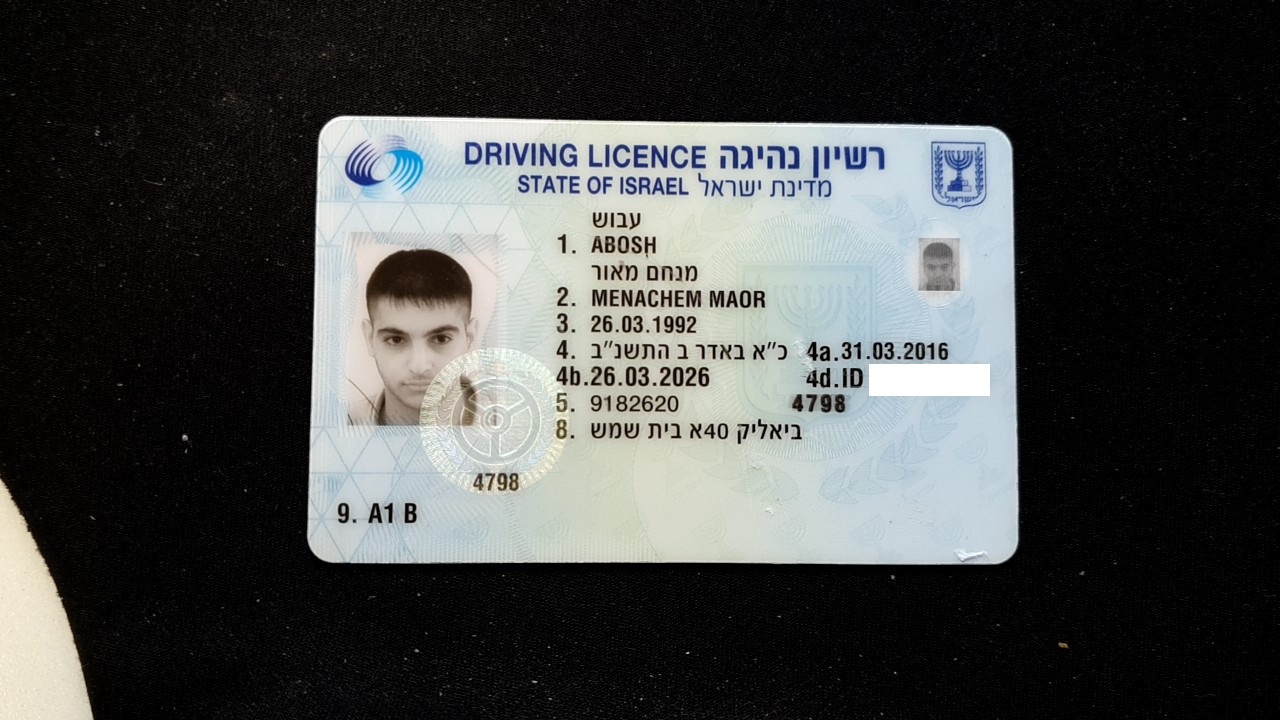 DRIVING LICENCE רשיון נהיגה
STATE OF ISRAEL מדינת ישראל
ישראל
עבוש
1. ABOSH
מנחם מאור
2. MENACHEM MAOR
3. 26.03.1992
4. כ"א באדר ב התשנ"ב 4a. 31.03.2016
4b. 26.03.2026 4d. ID
5. 9182620 4798
8. ביאליק 40א בית שמש
4798
9. A1 B